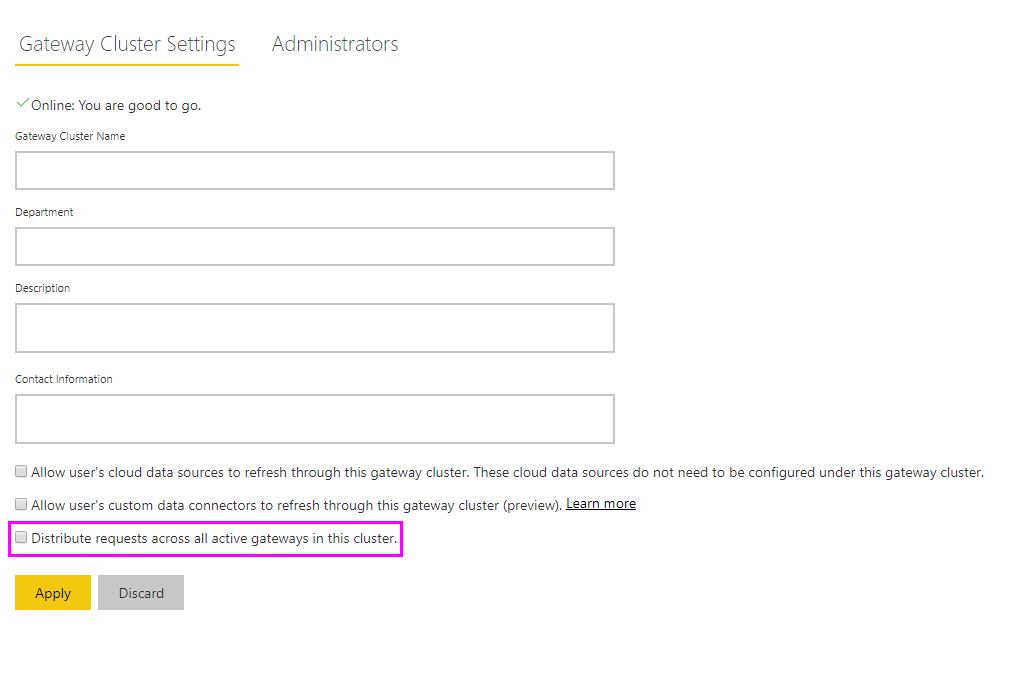 Gateway Cluster Settings Administrators
Online: You are good to go.
Gateway Cluster Name
Department
Description
Contact Information
Allow user's cloud data sources to refresh through this gateway cluster. These cloud data sources do not need to be configured under this gateway cluster.
Allow user's custom data connectors to refresh through this gateway cluster (preview). Learn more
Distribute requests across all active gateways in this cluster.
Apply Discard